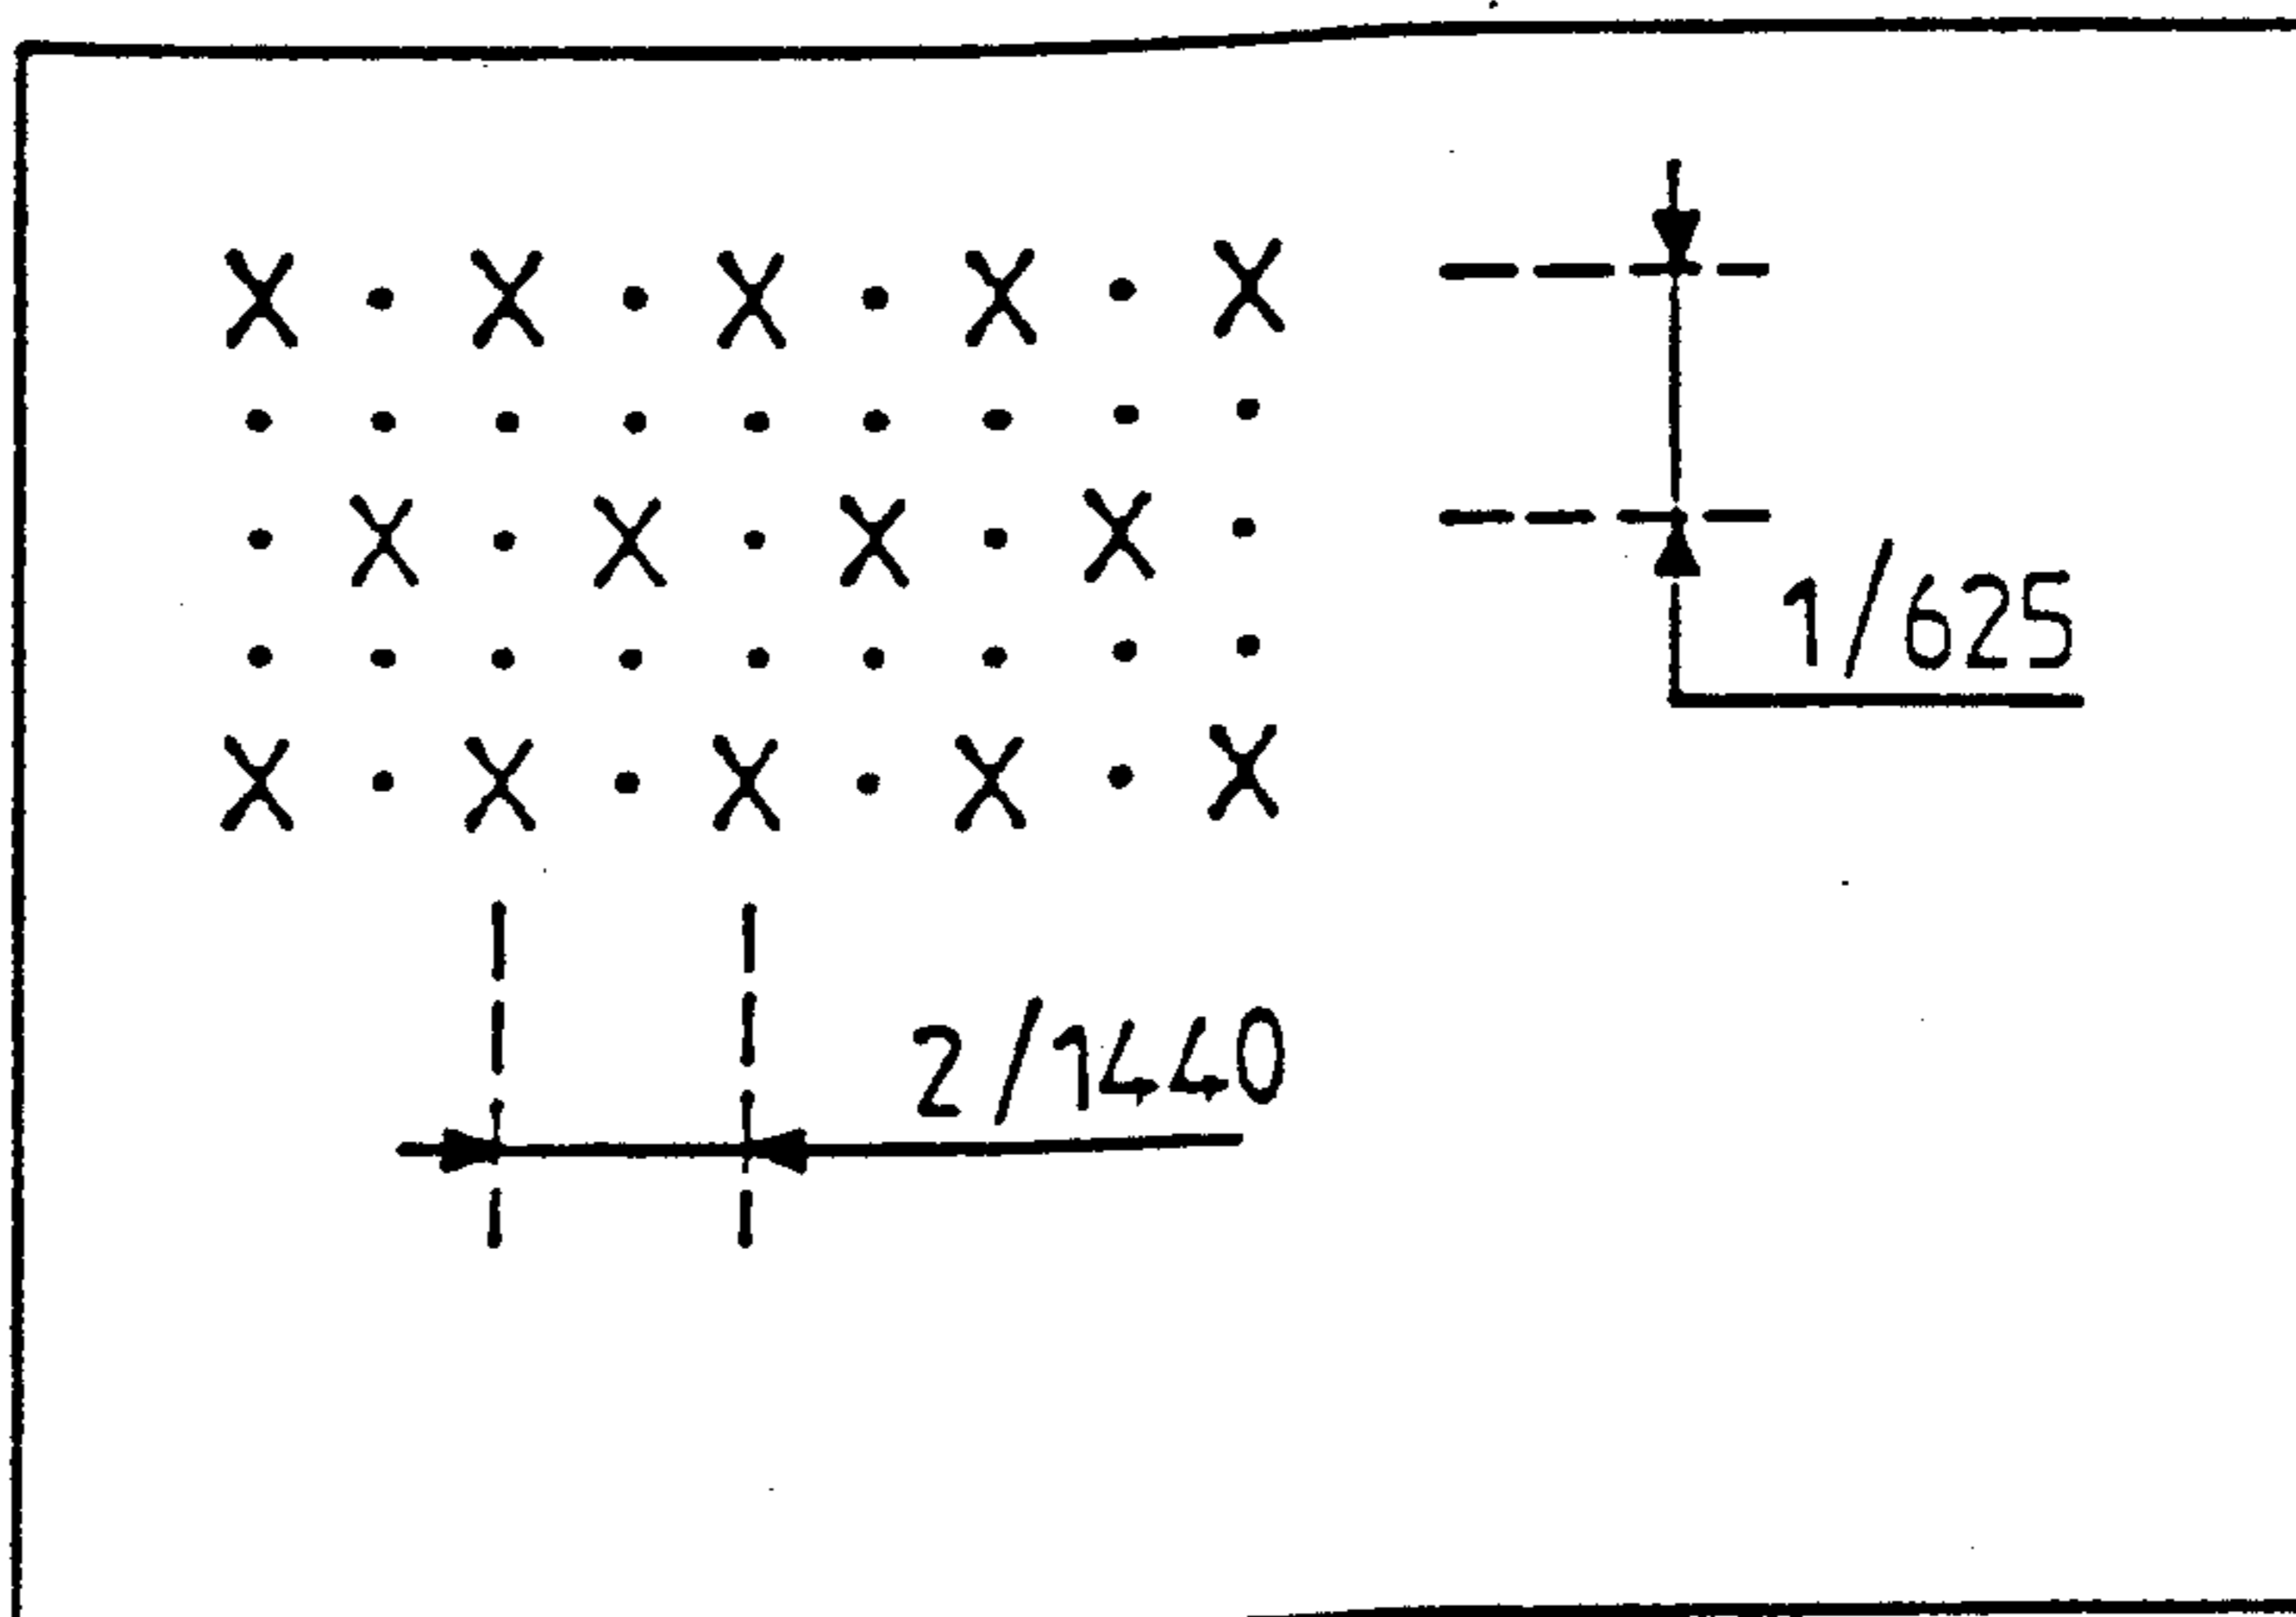 X · X · X · X · X
· · · · · · · · ·
· X · X · X · X ·
· · · · · · · · ·
X · X · X · X · X
1/625
2/1440